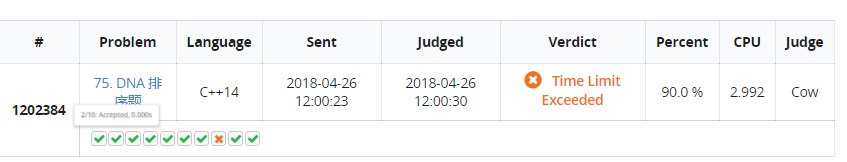 # Problem Language Sent Judged Verdict Percent CPU Judge
1202384
75. DNA 排
序题
C++14
2018-04-26
12:00:23
2018-04-26
12:00:30
Time Limit
Exceeded
90.0 %
2.992
Cow
2/10: Accepted, 0.000s